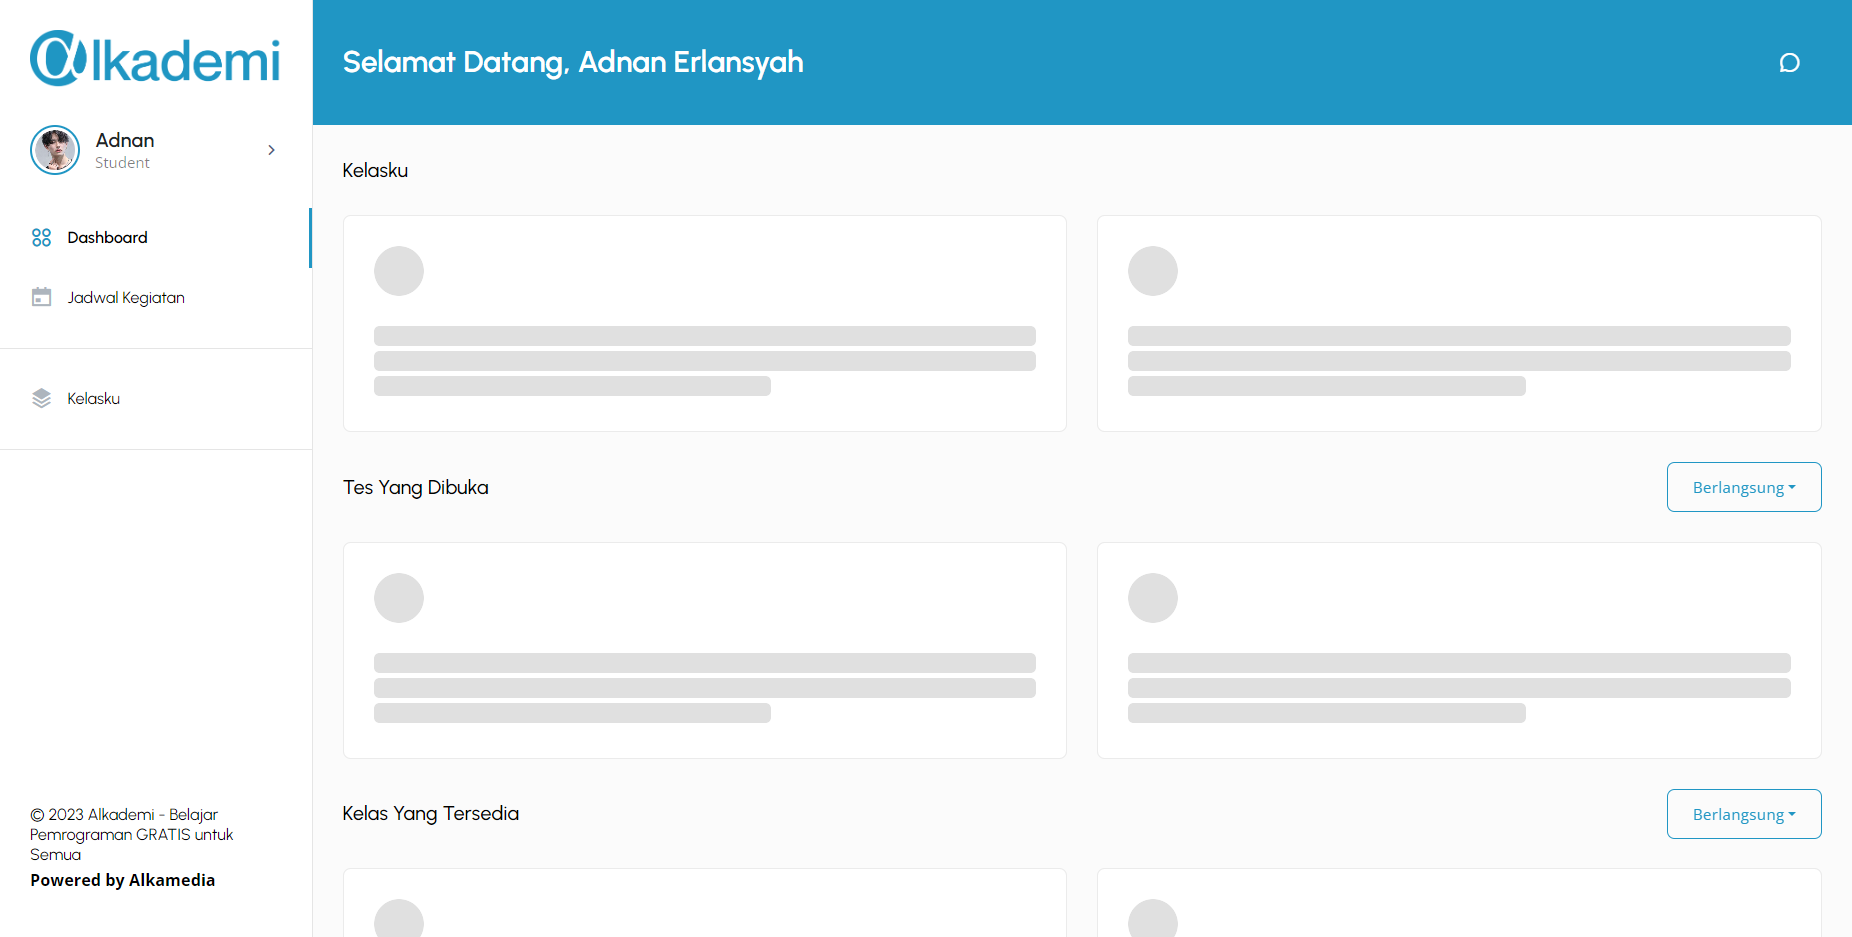 alkademi
Adnan
Student
Dashboard
Jadwal Kegiatan
Kelasku
© 2023 Alkademi - Belajar
Pemrograman GRATIS untuk
Semua
Powered by Alkamedia
Selamat Datang, Adnan Erlansyah
Kelasku
Tes Yang Dibuka
Berlangsung
Kelas Yang Tersedia
Berlangsung